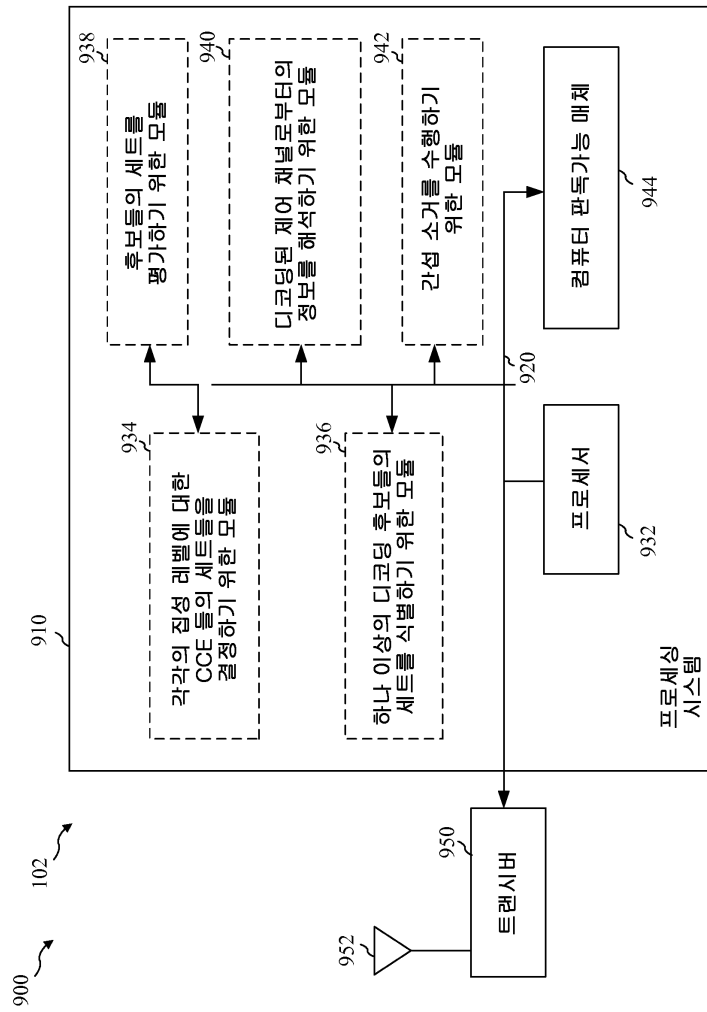 900
102
910
934
각각의 집성 레벨에 대한
CCE 들의 세트들을
결정하기 위한 모듈
938
후보들의 세트를
평가하기 위한 모듈
940
디코딩된 제어 채널로부터의
정보를 해석하기 위한 모듈
936
하나 이상의 디코딩 후보들의
세트를 식별하기 위한 모듈
942
간섭 소거를 수행하기
위한 모듈
920
952
950
트랜시버
프로세서
932
컴퓨터 판독가능 매체
944
프로세싱
시스템